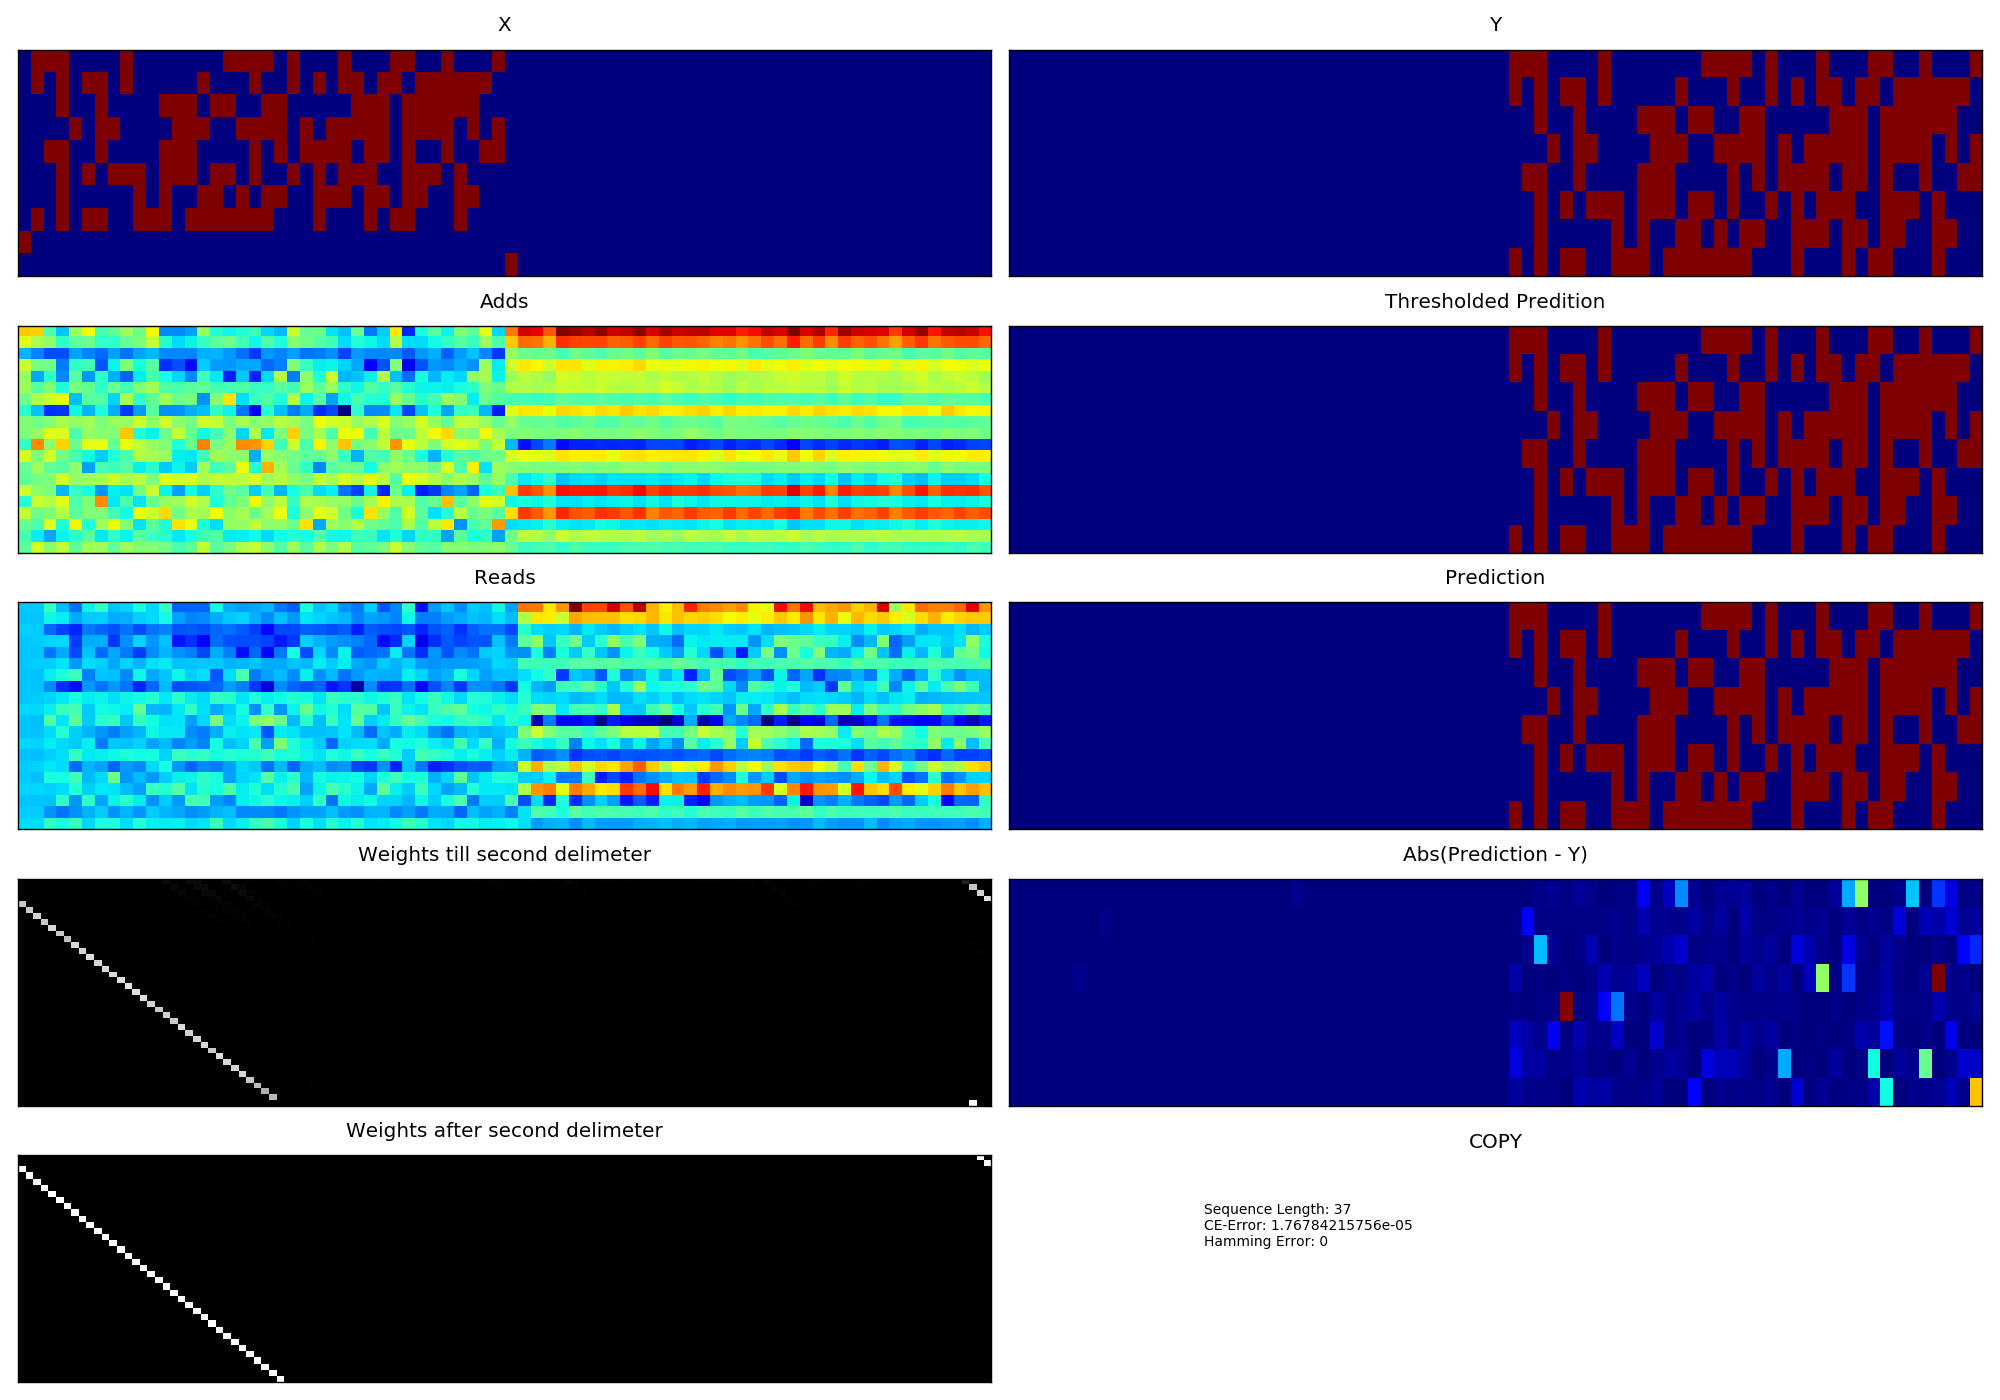 X
Y
Adds
Thresholded Predition
Reads
Prediction
Weights till second delimeter
Abs(Prediction - Y)
Weights after second delimeter
COPY
Sequence Length: 37
CE-Error: 1.76784215756e-05
Hamming Error: 0